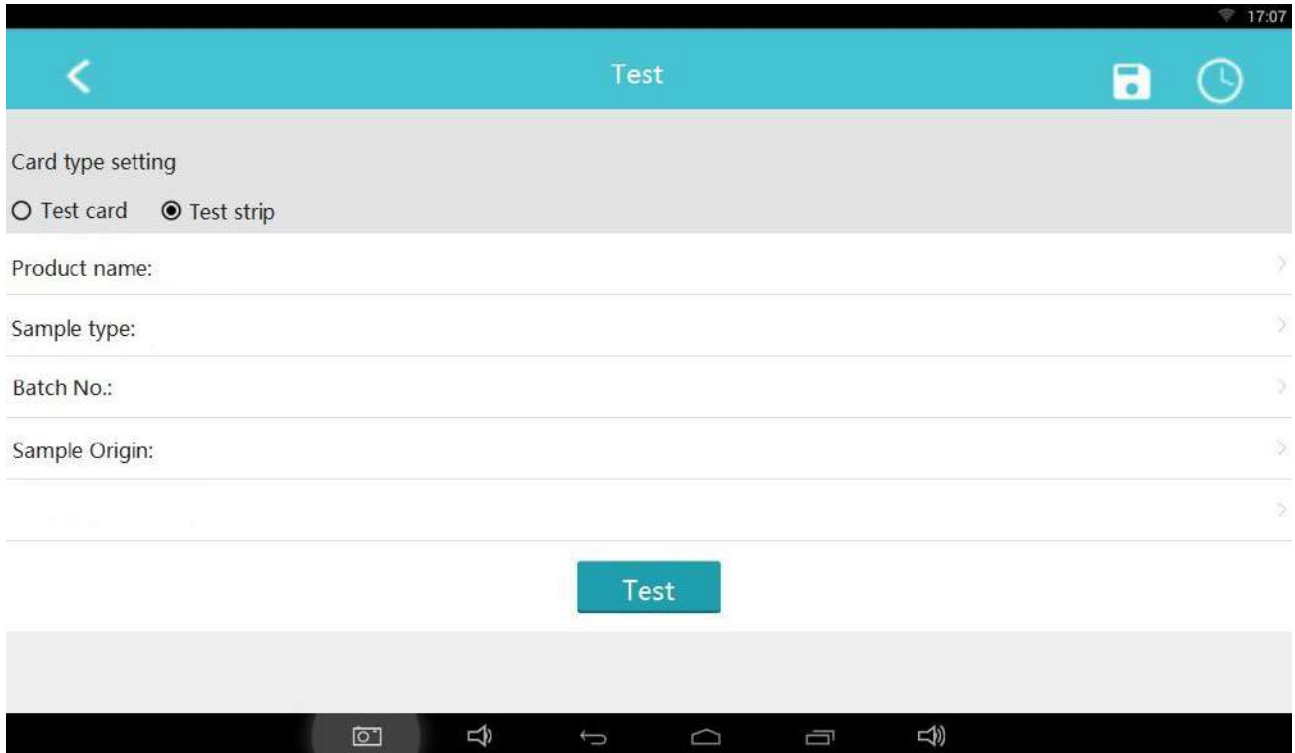 17:07
Test
Card type setting
Test card Test strip
Product name:
Sample type:
Batch No.:
Sample Origin:
Test